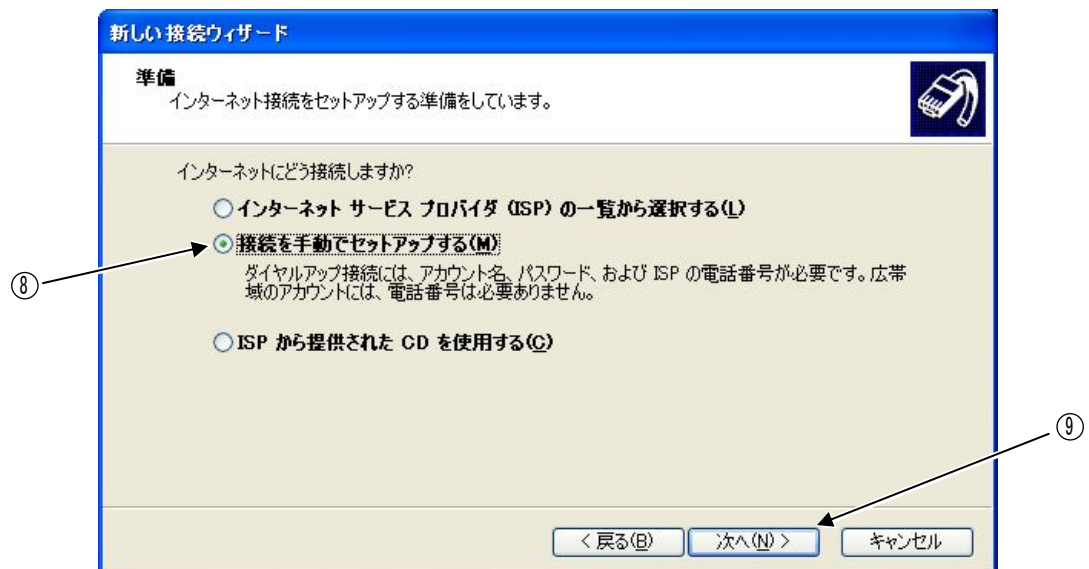 新しい接続ウィザード
準備
インターネット接続をセットアップする準備をしています。
インターネットにどう接続しますか?
インターネット サービス プロバイダ (ISP) の一覧から選択する(L)
⑧
接続を手動でセットアップする(M)
ダイヤルアップ接続には、アカウント名、パスワード、および ISP の電話番号が必要です。広帯
域のアカウントには、電話番号は必要ありません。
ISP から提供された CD を使用する(C)
⑨
< 戻る(B)
次へ(N) >
キャンセル